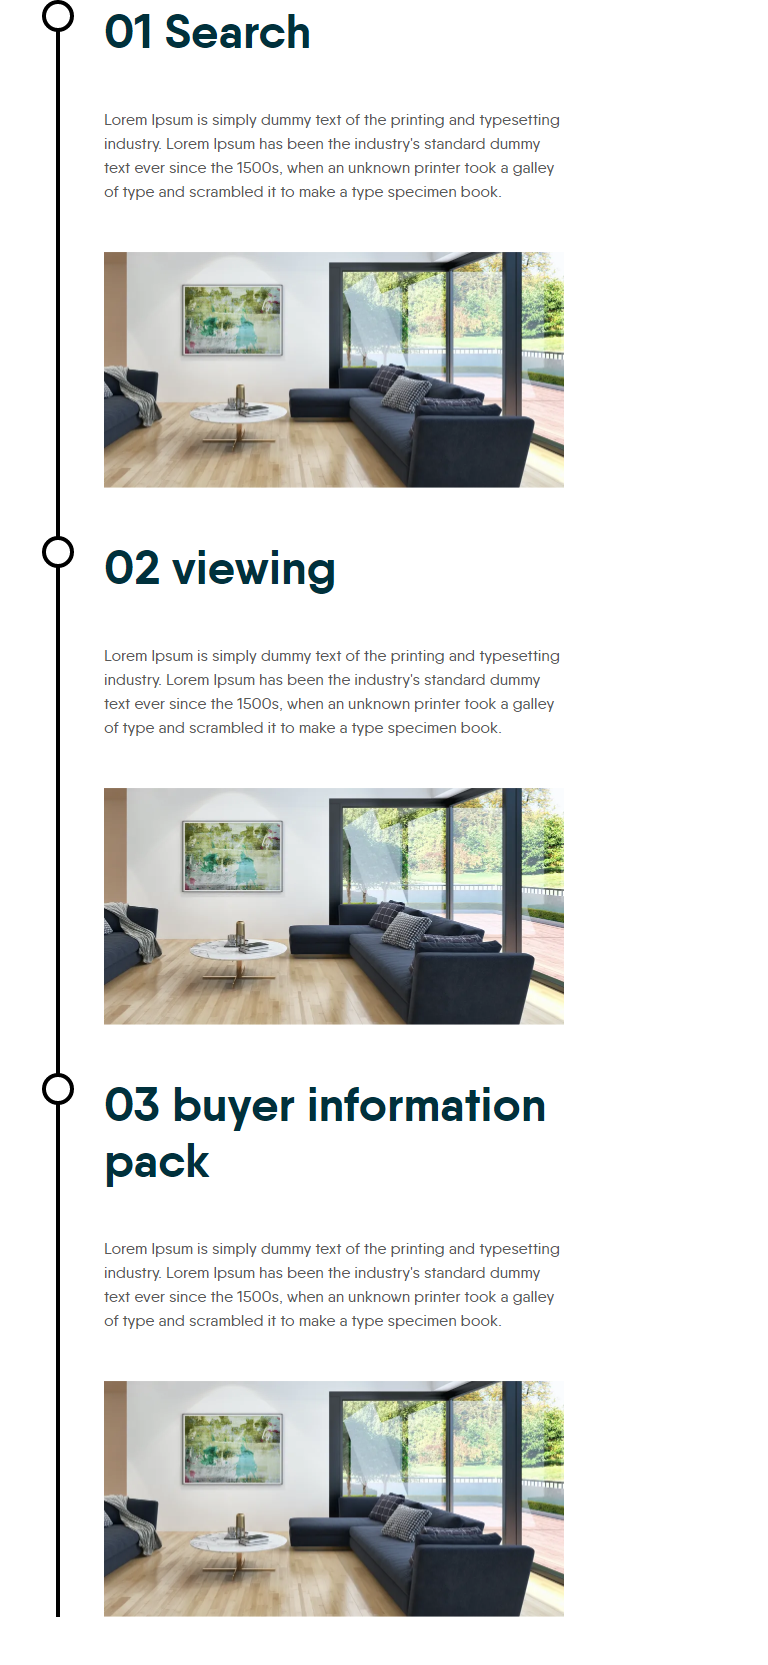 01 Search
Lorem Ipsum is simply dummy text of the printing and typesetting
industry. Lorem Ipsum has been the industry's standard dummy
text ever since the 1500s, when an unknown printer took a galley
of type and scrambled it to make a type specimen book.
02 viewing
Lorem Ipsum is simply dummy text of the printing and typesetting
industry. Lorem Ipsum has been the industry's standard dummy
text ever since the 1500s, when an unknown printer took a galley
of type and scrambled it to make a type specimen book.
03 buyer information
pack
Lorem Ipsum is simply dummy text of the printing and typesetting
industry. Lorem Ipsum has been the industry's standard dummy
text ever since the 1500s, when an unknown printer took a galley
of type and scrambled it to make a type specimen book.